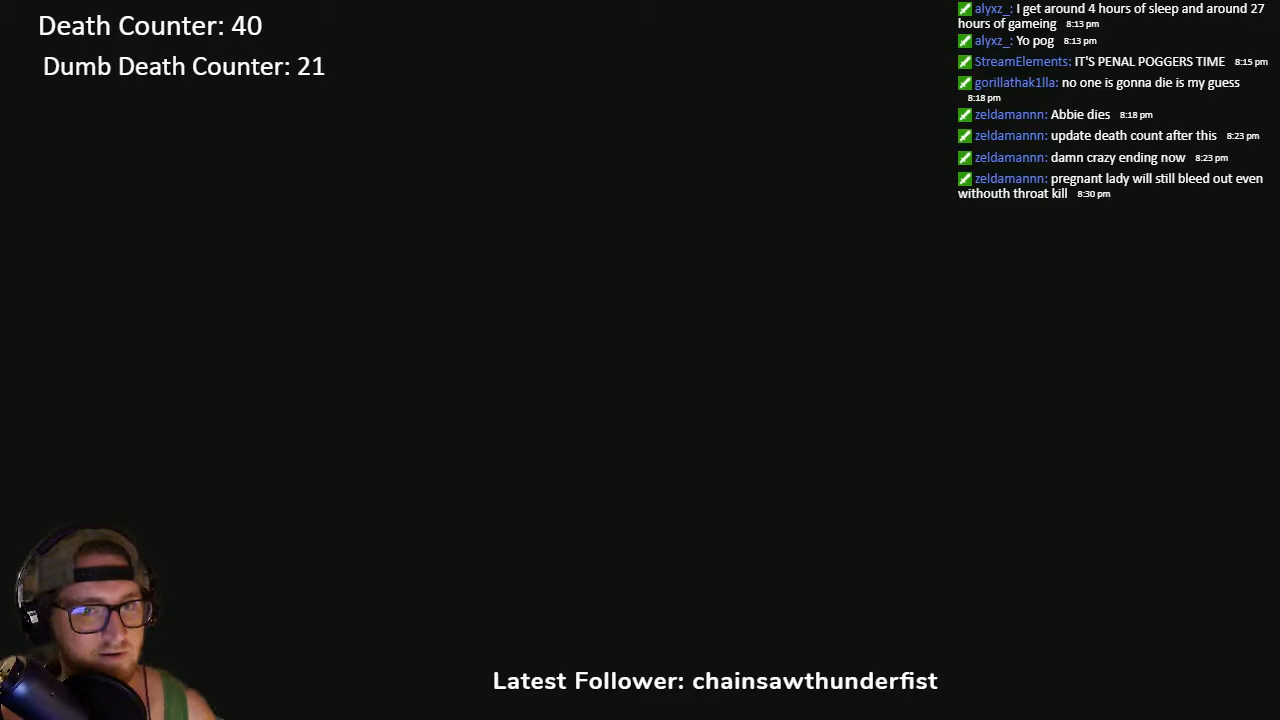 Death Counter: 40
Dumb Death Counter: 21
alyxz_: I get around 4 hours of sleep and around 27
hours of gameing 8:13 pm
alyxz_: Yo pog 8:13 pm
StreamElements: IT'S PENAL POGGERS TIME 8:15 pm
gorillathak1lla: no one is gonna die is my guess
8:18 pm
zeldamannn: Abbie dies 8:18 pm
zeldamannn: update death count after this 8:23 pm
zeldamannn: damn crazy ending now 8:23 pm
zeldamannn: pregnant lady will still bleed out even
withouth throat kill 8:30 pm
Latest Follower: chainsawthunderfist